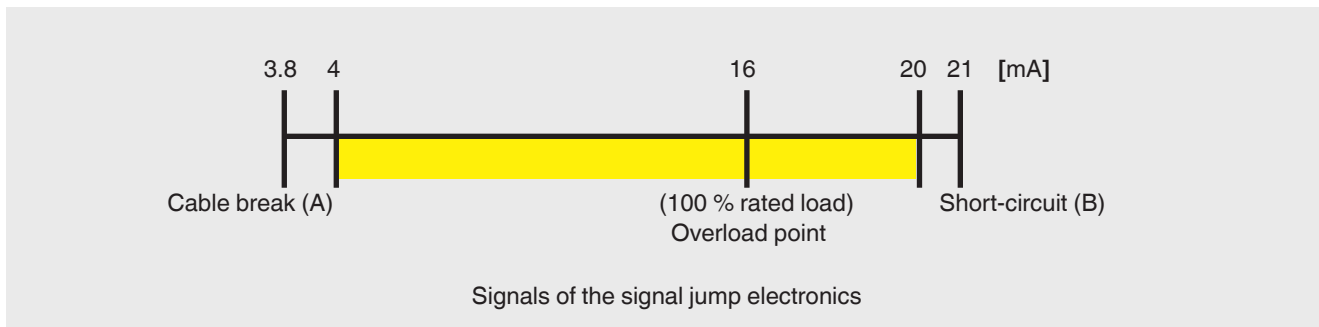 3.8 4 16 20 21 [mA]
Cable break (A) (100 % rated load) Short-circuit (B)
Overload point
Signals of the signal jump electronics